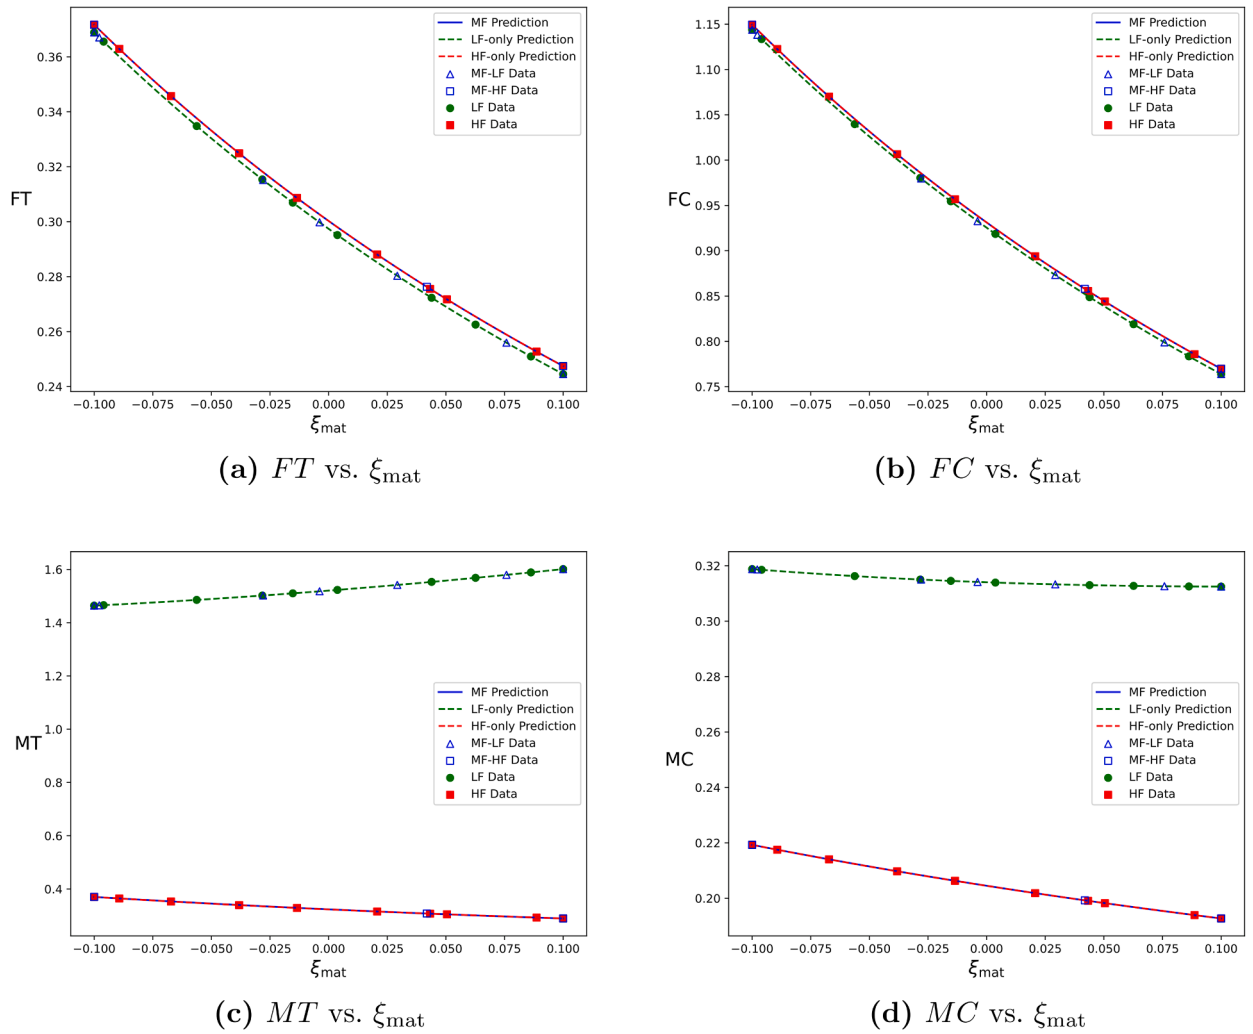 0.36
0.34
0.32
0.30
0.28
0.26
0.24
FT
MF Prediction
LF-only Prediction
HF-only Prediction
MF-LF Data
MF-HF Data
LF Data
HF Data
−0.100 −0.075 −0.050 −0.025 0.000 0.025 0.050 0.075 0.100
ξmat
(a) FT vs. ξmat
1.15
1.10
1.05
1.00
0.95
0.90
0.85
0.80
0.75
FC
MF Prediction
LF-only Prediction
HF-only Prediction
MF-LF Data
MF-HF Data
LF Data
HF Data
−0.100 −0.075 −0.050 −0.025 0.000 0.025 0.050 0.075 0.100
ξmat
(b) FC vs. ξmat
1.6
1.4
1.2
1.0
0.8
0.6
0.4
MT
MF Prediction
LF-only Prediction
HF-only Prediction
MF-LF Data
MF-HF Data
LF Data
HF Data
−0.100 −0.075 −0.050 −0.025 0.000 0.025 0.050 0.075 0.100
ξmat
(c) MT vs. ξmat
0.32
0.30
0.28
0.26
0.24
0.22
0.20
MC
MF Prediction
LF-only Prediction
HF-only Prediction
MF-LF Data
MF-HF Data
LF Data
HF Data
−0.100 −0.075 −0.050 −0.025 0.000 0.025 0.050 0.075 0.100
ξmat
(d) MC vs. ξmat